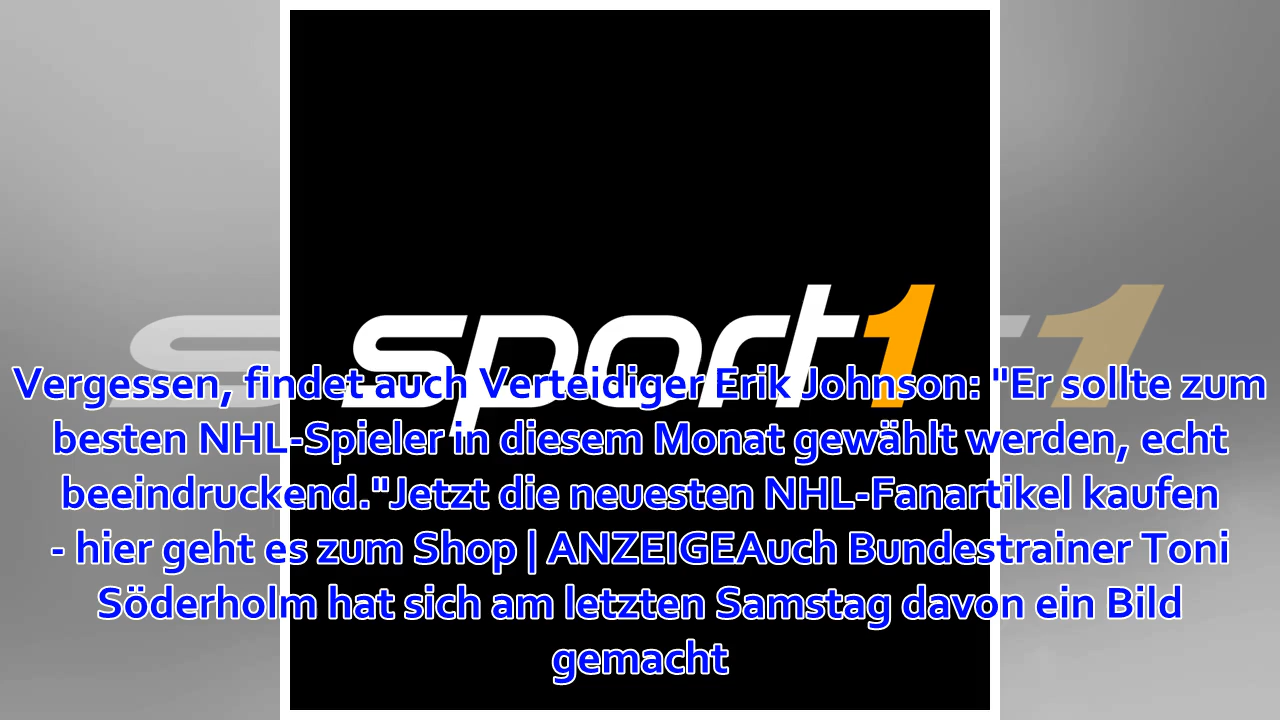 sport1
Vergessen, findet auch Verteidiger Erik Johnson: "Er sollte zum
besten NHL-Spieler in diesem Monat gewählt werden, echt
beeindruckend."Jetzt die neuesten NHL-Fanartikel kaufen
- hier geht es zum Shop | ANZEIGEAuch Bundestrainer Toni
Söderholm hat sich am letzten Samstag davon ein Bild
gemacht